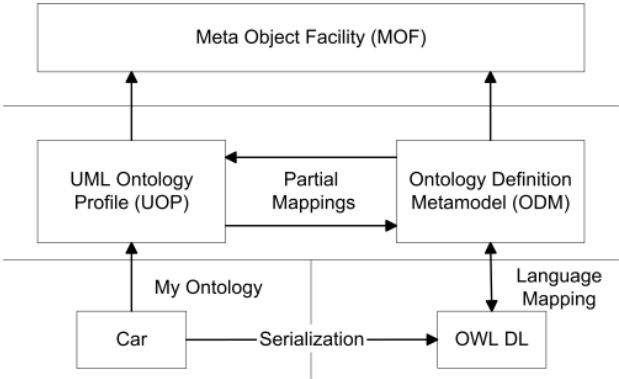 Meta Object Facility (MOF)
UML Ontology
Profile (UOP)
Partial
Mappings
Ontology Definition
Metamodel (ODM)
My Ontology
Language
Mapping
Car
Serialization
OWL DL